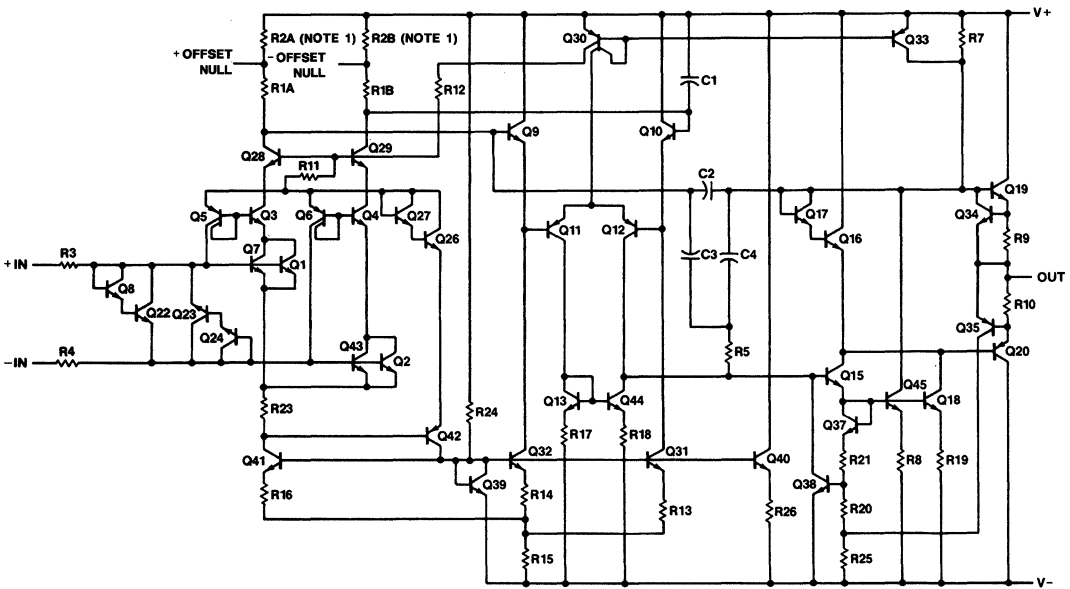 V+
R2A (NOTE 1)
R2B (NOTE 1)
Q30
Q33
R7
+OFFSET
NULL
-OFFSET
NULL
R1A
R1B
R12
C1
Q9
Q10
Q28
Q29
R11
C2
Q19
Q5
Q3
Q6
Q4
Q27
Q17
Q34
Q26
Q11
Q12
Q16
R9
R3
+IN
Q7
Q1
C3
C4
OUT
Q8
Q22
Q23
R10
Q24
Q35
R4
-IN
Q43
Q2
R5
Q20
Q15
Q45
Q13
Q44
Q18
R23
R24
Q37
Q42
R17
R18
Q41
Q32
Q31
Q40
R21
R8
R19
Q39
Q38
R16
R14
R13
R26
R20
R15
R25
V-